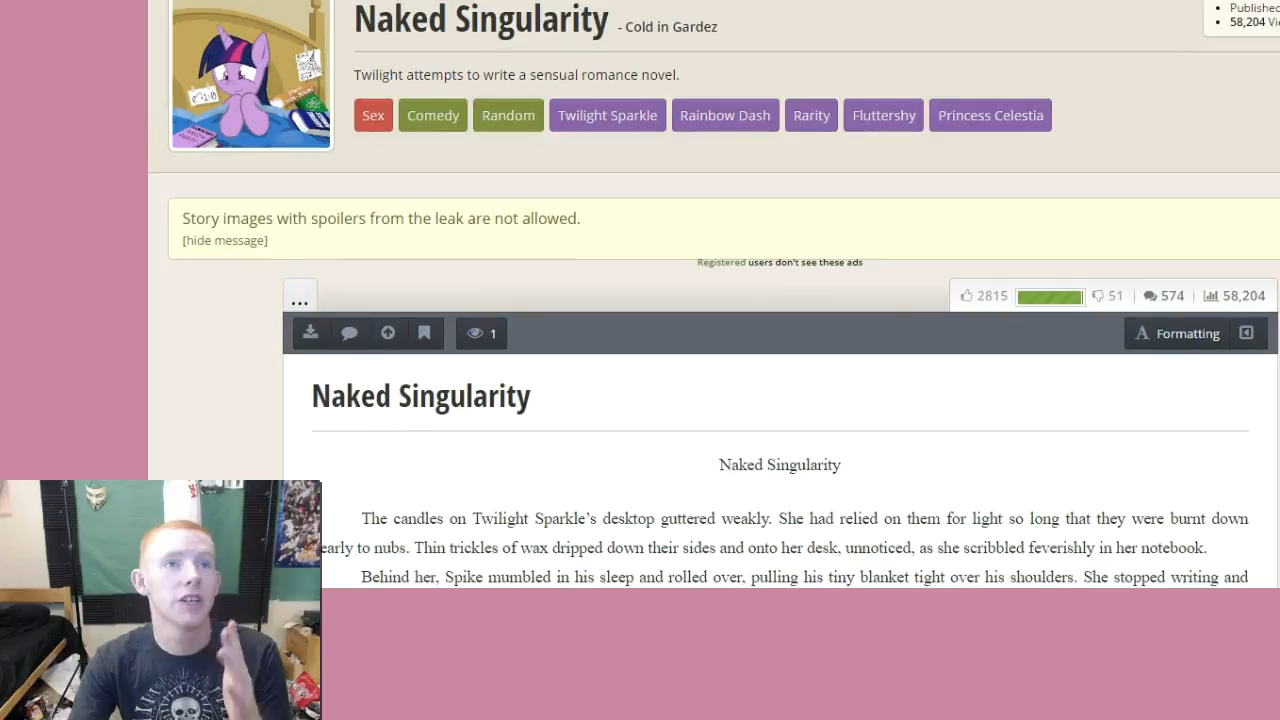 Naked Singularity - Cold in Gardez
Published
58,204 Vi
Twilight attempts to write a sensual romance novel.
Sex Comedy Random Twilight Sparkle Rainbow Dash Rarity Fluttershy Princess Celestia
Story images with spoilers from the leak are not allowed.
[hide message]
Registered users don't see these ads
...
2815 51 574 58,204
1 A Formatting
Naked Singularity
Naked Singularity
The candles on Twilight Sparkle’s desktop guttered weakly. She had relied on them for light so long that they were burnt down
early to nubs. Thin trickles of wax dripped down their sides and onto her desk, unnoticed, as she scribbled feverishly in her notebook.
Behind her, Spike mumbled in his sleep and rolled over, pulling his tiny blanket tight over his shoulders. She stopped writing and